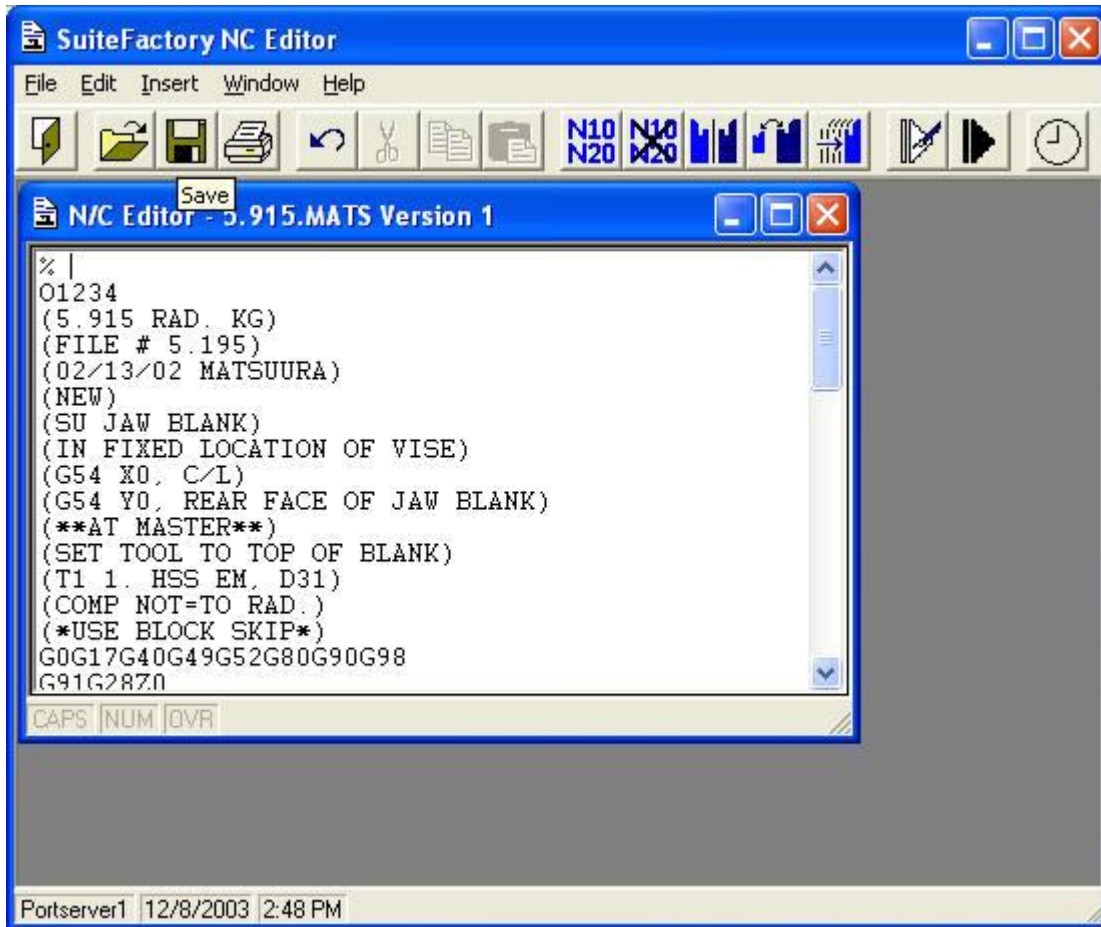 SuiteFactory NC Editor
File Edit Insert Window Help
N10 N10
N20 N20
Save
N/C Editor - 5.915.MATS Version 1
%
O1234
(5.915 RAD. KG)
(FILE # 5.195)
(02/13/02 MATSUURA)
(NEW)
(SU JAW BLANK)
(IN FIXED LOCATION OF VISE)
(G54 X0, C/L)
(G54 Y0, REAR FACE OF JAW BLANK)
(**AT MASTER**)
(SET TOOL TO TOP OF BLANK)
(T1 1. HSS EM, D31)
(COMP NOT=TO RAD.)
(*USE BLOCK SKIP*)
G0G17G40G49G52G80G90G98
G91G28Z0
CAPS NUM OVR
Portserver1 12/8/2003 2:48 PM